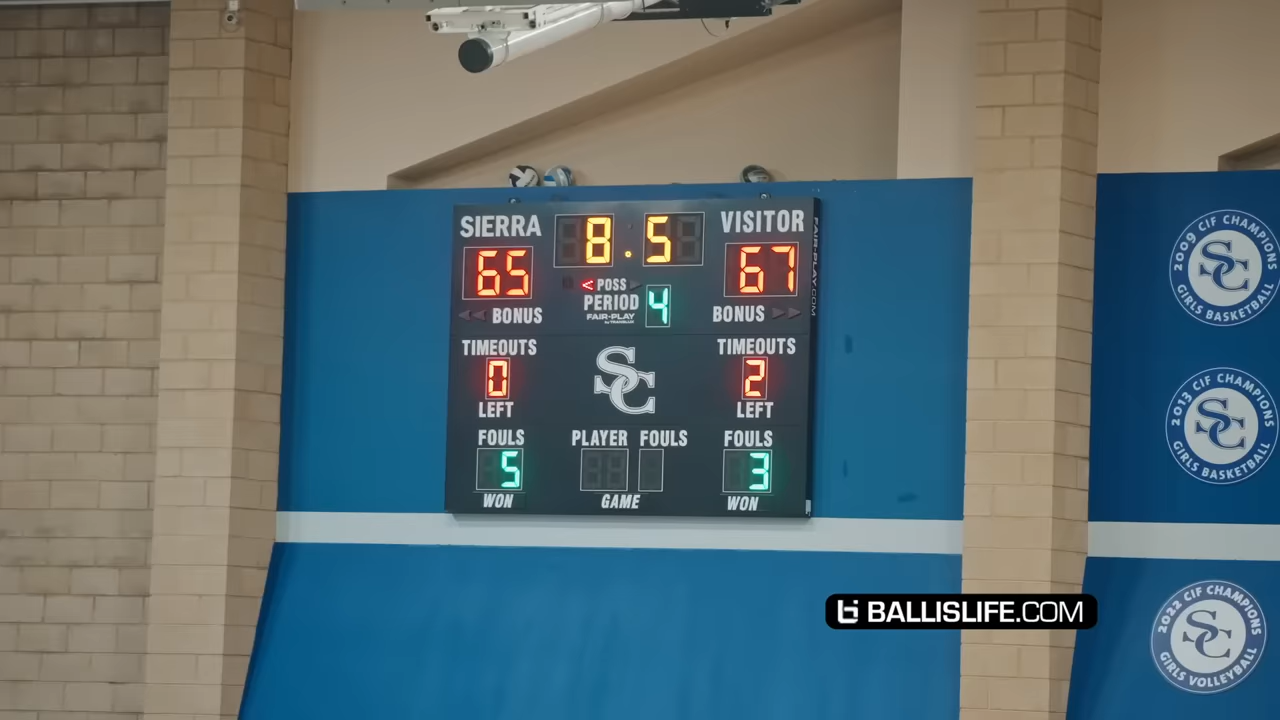 SIERRA 8.5 VISITOR
65 67
< POSS
PERIOD 4
BONUS FAIR-PLAY BONUS
FAIR-PLAY.COM
TIMEOUTS TIMEOUTS
0 SC 2
LEFT LEFT
FOULS PLAYER FOULS FOULS
5 3
WON GAME WON
2009 CIF CHAMPIONS
SC
GIRLS BASKETBALL
2013 CIF CHAMPIONS
SC
GIRLS BASKETBALL
BALLISLIFE.COM
2022 CIF CHAMPIONS
SC
GIRLS VOLLEYBALL